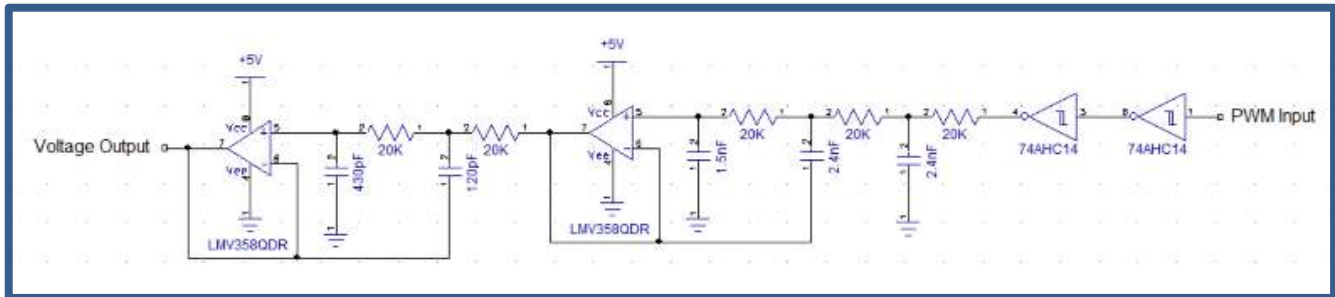 +5V
+5V
Vcc
Vee
Vcc
Vee
Voltage Output
PWM Input
20K
20K
20K
20K
20K
430pF
120pF
1.5nF
2.4nF
2.4nF
74AHC14
74AHC14
LMV358QDR
LMV358QDR